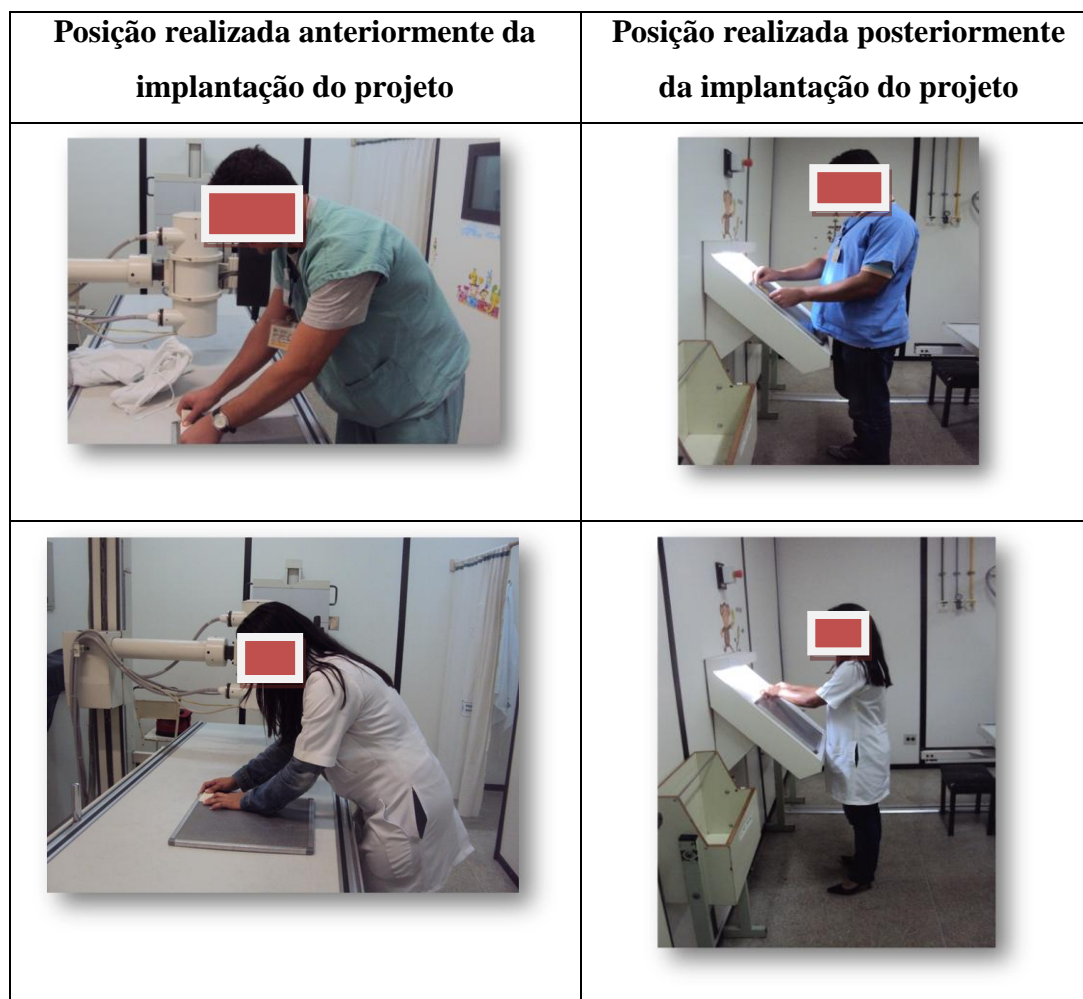 Posição realizada anteriormente da
implantação do projeto
Posição realizada posteriormente
da implantação do projeto